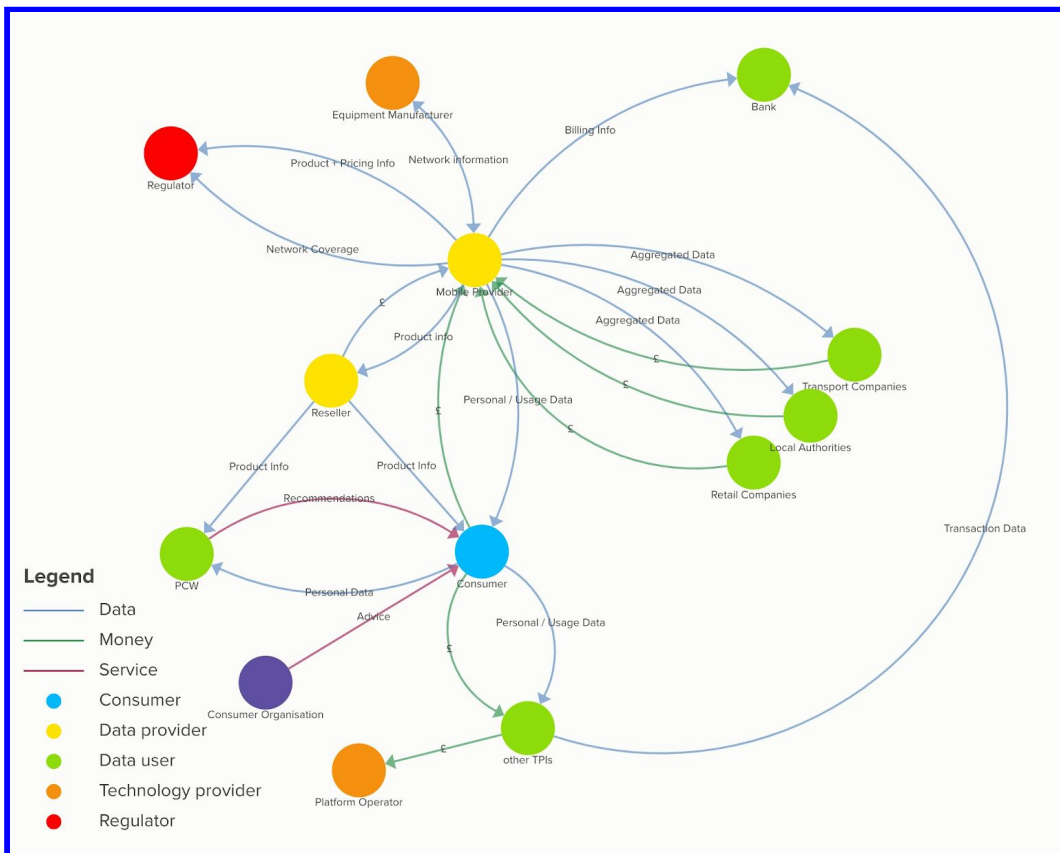 Bank
Equipment Manufacturer
Billing Info
Network information
Product + Pricing Info
Regulator
Network Coverage
Aggregated Data
Mobile Provider
Aggregated Data
£
Aggregated Data
Product info
£
Transport Companies
£
Personal / Usage Data
£
Reseller
£
Local Authorities
Product Info
Product Info
Retail Companies
Recommendations
Transaction Data
PCW
Consumer
Personal Data
Advice
Personal / Usage Data
£
Consumer Organisation
£
other TPIs
Platform Operator
Legend
Data
Money
Service
Consumer
Data provider
Data user
Technology provider
Regulator